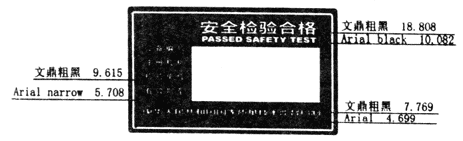 安全检验合格
PASSED SAFETY TEST
文鼎粗黑 18.808
Arial black 10.082
文鼎粗黑 9.615
Arial narrow 5.708
文鼎粗黑 7.769
Arial 4.699